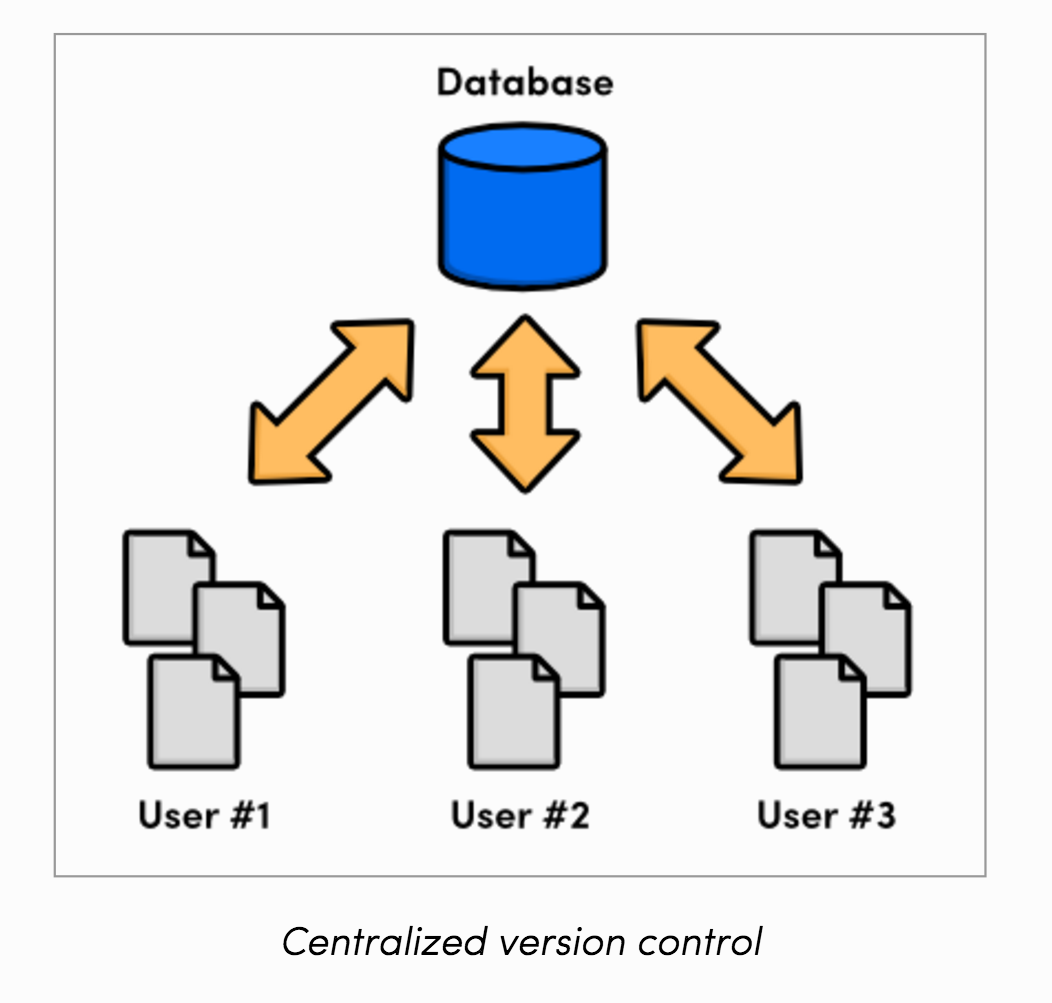 Database
User #1
User #2
User #3
Centralized version control